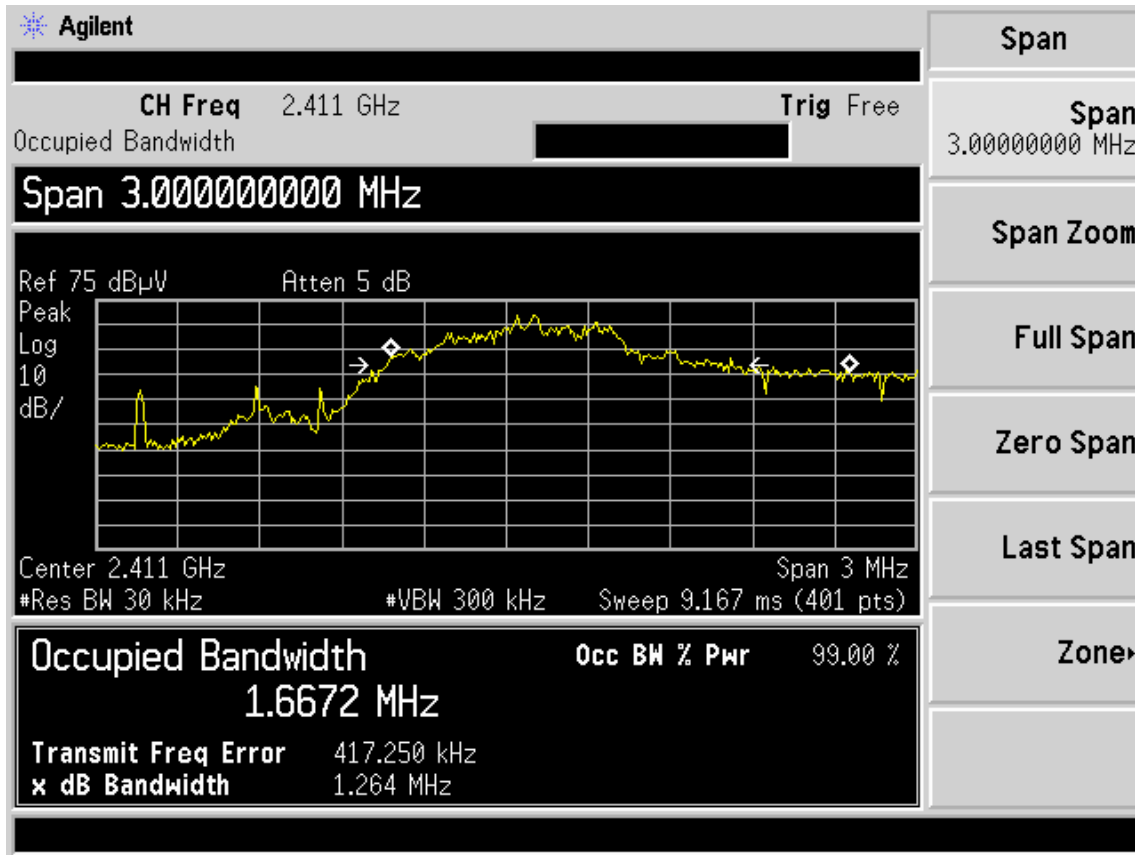 Agilent
CH Freq 2.411 GHz Trig Free
Occupied Bandwidth
Span 3.000000000 MHz
Ref 75 dBµV Atten 5 dB
Peak
Log
10
dB/
Center 2.411 GHz Span 3 MHz
#Res BW 30 kHz #VBW 300 kHz Sweep 9.167 ms (401 pts)
Occupied Bandwidth Occ BW % Pwr 99.00 %
1.6672 MHz
Transmit Freq Error 417.250 kHz
x dB Bandwidth 1.264 MHz
Span
Span
3.00000000 MHz
Span Zoom
Full Span
Zero Span
Last Span
Zone